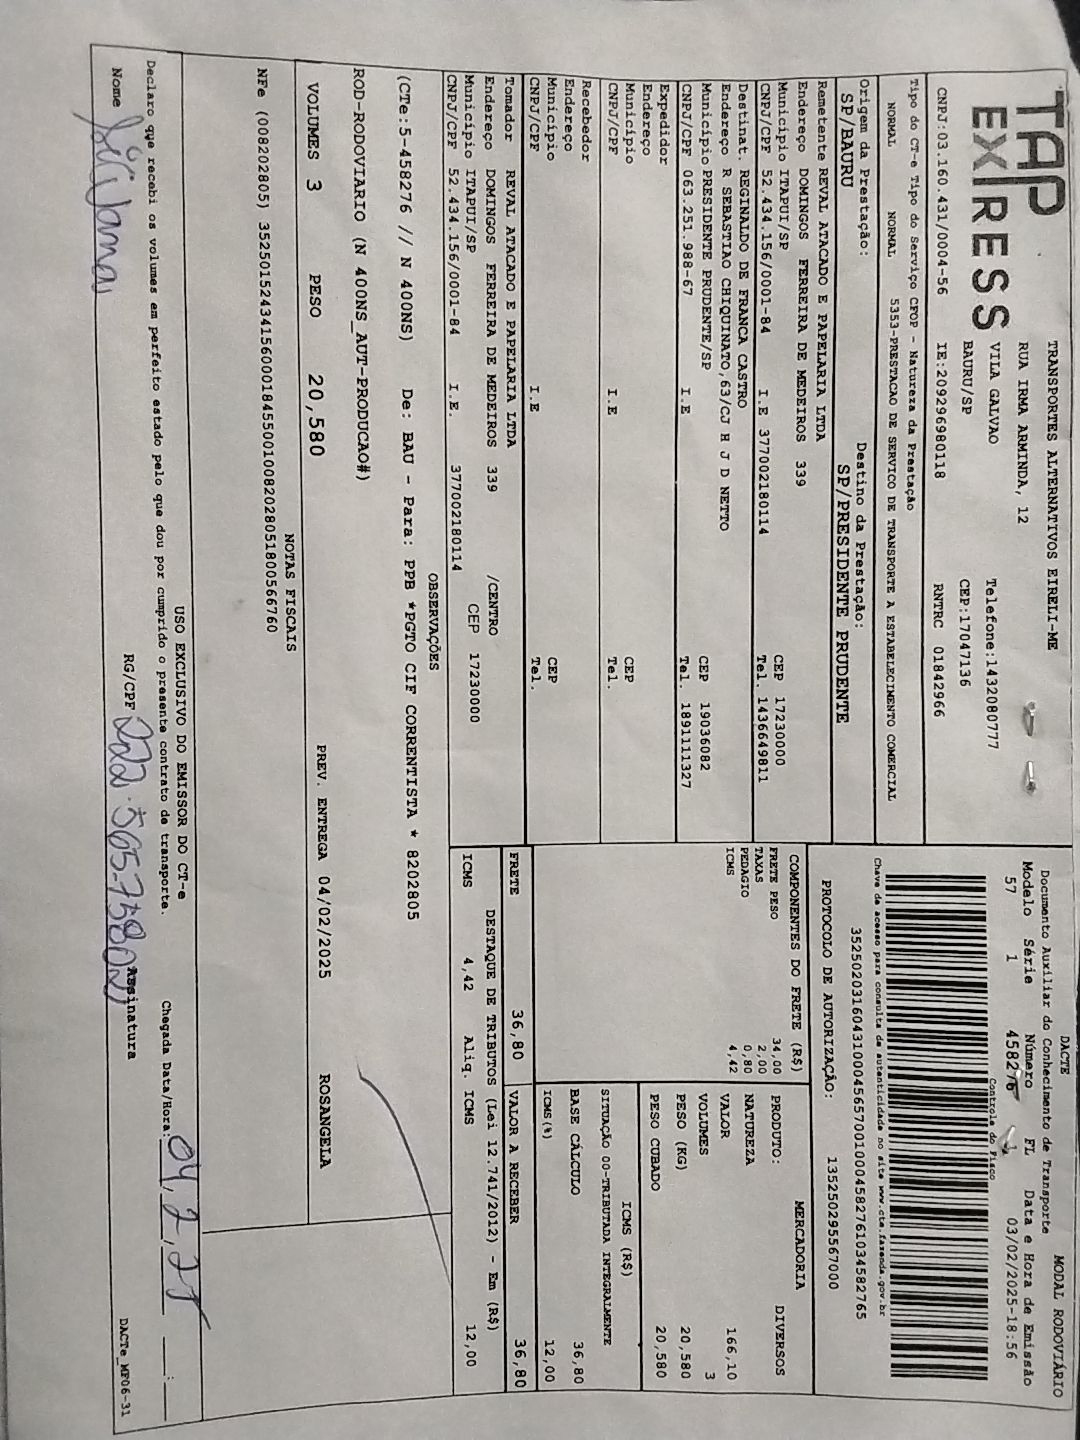 TAP
EXPRESS
TRANSPORTES ALTERNATIVOS EIRELI-ME
RUA IRMA ARMINDA, 12
VILA GALVAO
BAURU/SP
Telefone:1432080777
CEP:17047136
CNPJ:03.160.431/0004-56 IE:209296980118 RNTRC 01842966
DACTE MODAL RODOVIÁRIO
Documento Auxiliar do Conhecimento de Transporte
Modelo Série Número FL Data e Hora de Emissão
57 1 458276 1 03/02/2025-18:56
Controle do Fisco
Chave de acesso para consulta de autenticidade no site www.cte.fazenda.gov.br
35250203160431000456570010004582761034582765
PROTOCOLO DE AUTORIZAÇÃO: 135250295567000
Tipo do CT-e Tipo do Serviço CFOP - Natureza da Prestação
NORMAL NORMAL 5353-PRESTACAO DE SERVICO DE TRANSPORTE A ESTABELECIMENTO COMERCIAL
Origem da Prestação: Destino da Prestação:
SP/BAURU SP/PRESIDENTE PRUDENTE
Remetente REVAL ATACADO E PAPELARIA LTDA
Endereço DOMINGOS FERREIRA DE MEDEIROS 339
Município ITAPUI/SP CEP 17230000
CNPJ/CPF 52.434.156/0001-84 I.E 377002180114 Tel. 1436649811
Destinat. REGINALDO DE FRANCA CASTRO
Endereço R SEBASTIAO CHIQUINATO,63/CJ H J D NETTO
Município PRESIDENTE PRUDENTE/SP CEP 19036082
CNPJ/CPF 063.251.988-67 I.E Tel. 1891111327
Expedidor
Endereço
Município CEP
CNPJ/CPF I.E Tel.
Recebedor
Endereço
Município CEP
CNPJ/CPF I.E Tel.
Tomador REVAL ATACADO E PAPELARIA LTDA
Endereço DOMINGOS FERREIRA DE MEDEIROS 339 /CENTRO
Município ITAPUI/SP CEP 17230000
CNPJ/CPF 52.434.156/0001-84 I.E. 377002180114
COMPONENTES DO FRETE (R$)
FRETE PESO 34,00
TAXAS 2,00
PEDAGIO 0,80
ICMS 4,42
MERCADORIA
PRODUTO: DIVERSOS
NATUREZA
VALOR 166,10
VOLUMES 3
PESO (KG) 20,580
PESO CUBADO 20,580
ICMS (R$)
SITUAÇÃO 00-TRIBUTADA INTEGRALMENTE
BASE CÁLCULO 36,80
ICMS(%) 12,00
FRETE 36,80 VALOR A RECEBER 36,80
DESTAQUE DE TRIBUTOS (Lei 12.741/2012) - Em (R$)
ICMS 4,42 Aliq. ICMS 12,00
OBSERVAÇÕES
(CTe:5-458276 // N 400NS) De: BAU - Para: PPB *PGTO CIF CORRENTISTA * 8202805
ROD-RODOVIARIO (N 400NS_AUT-PRODUCAO#)
VOLUMES 3 PESO 20,580 PREV. ENTREGA 04/02/2025 ROSANGELA
NOTAS FISCAIS
NFe (008202805) 35250152434156000184550010082028051800566760
USO EXCLUSIVO DO EMISSOR DO CT-e
Declaro que recebi os volumes em perfeito estado pelo que dou por cumprido o presente contrato de transporte. Chegada Data/Hora: 04,2,25 __:__
Nome RG/CPF 222.565.758021 Assinatura
DACTe_MF06-31